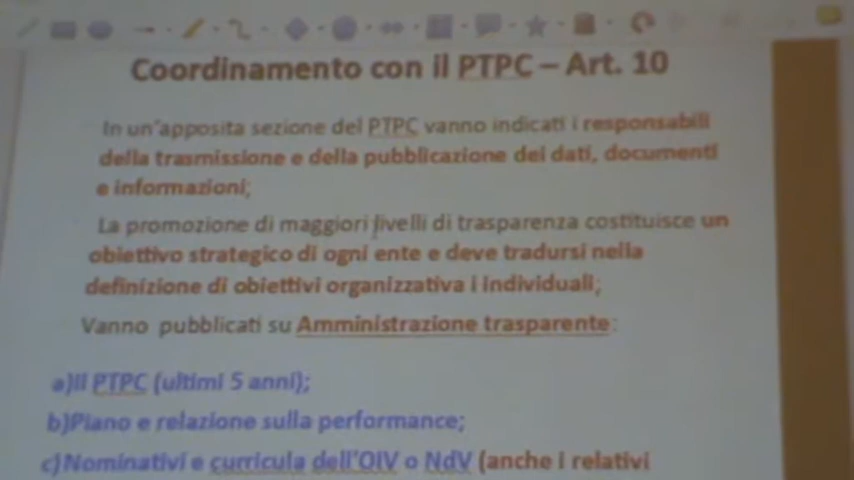 Coordinamento con il PTPC – Art. 10
In un'apposita sezione del PTPC vanno indicati i responsabili
della trasmissione e della pubblicazione dei dati, documenti
e informazioni;
La promozione di maggiori livelli di trasparenza costituisce un
obiettivo strategico di ogni ente e deve tradursi nella
definizione di obiettivi organizzativa i individuali;
Vanno pubblicati su Amministrazione trasparente:
a)Il PTPC (ultimi 5 anni);
b)Piano e relazione sulla performance;
c)Nominativi e curricula dell'OIV o NdV (anche i relativi